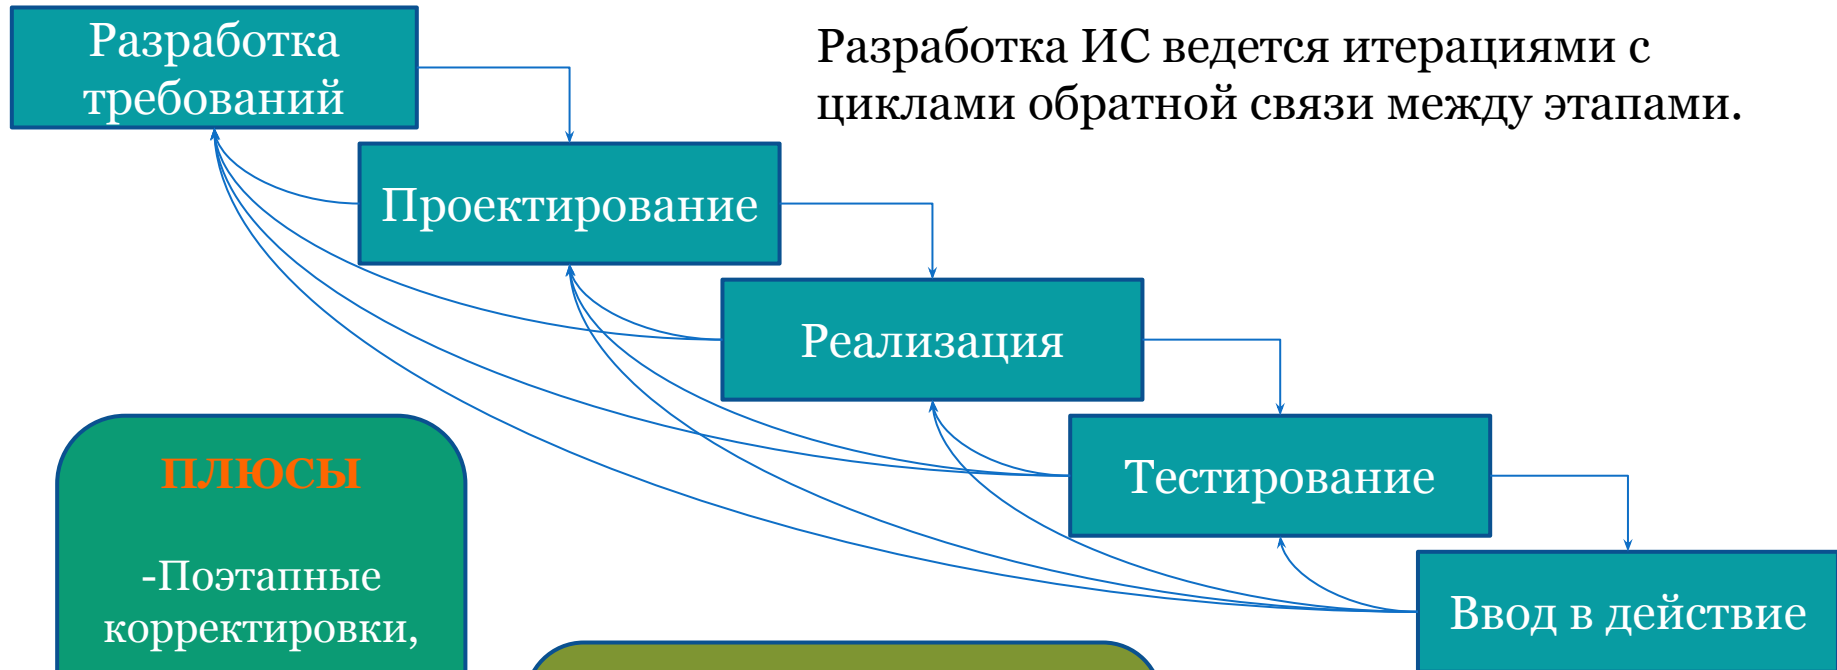 Разработка
требований
Разработка ИС ведется итерациями с
циклами обратной связи между этапами.
Проектирование
Реализация
Тестирование
Ввод в действие
ПЛЮСЫ
-Поэтапные
корректировки,